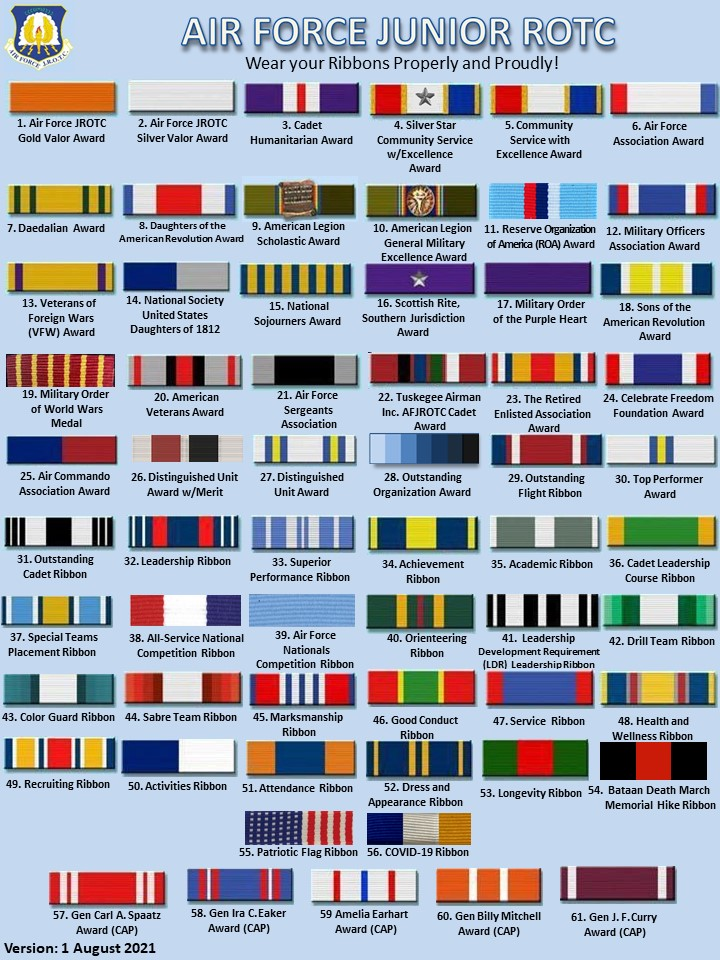 AIR FORCE JUNIOR ROTC
Wear your Ribbons Properly and Proudly!
AIR FORCE J.R.O.T.C.
1. Air Force JROTC
Gold Valor Award
2. Air Force JROTC
Silver Valor Award
3. Cadet
Humanitarian Award
4. Silver Star
Community Service
w/Excellence
Award
5. Community
Service with
Excellence Award
6. Air Force
Association Award
7. Daedalian Award
8. Daughters of the
American Revolution Award
9. American Legion
Scholastic Award
10. American Legion
General Military
Excellence Award
11. Reserve Organization
of America (ROA) Award
12. Military Officers
Association Award
13. Veterans of
Foreign Wars
(VFW) Award
14. National Society
United States
Daughters of 1812
15. National
Sojourners Award
16. Scottish Rite,
Southern Jurisdiction
Award
17. Military Order
of the Purple Heart
18. Sons of the
American Revolution
Award
19. Military Order
of World Wars
Medal
20. American
Veterans Award
21. Air Force
Sergeants
Association
22. Tuskegee Airman
Inc. AFJROTC Cadet
Award
23. The Retired
Enlisted Association
Award
24. Celebrate Freedom
Foundation Award
25. Air Commando
Association Award
26. Distinguished Unit
Award w/Merit
27. Distinguished
Unit Award
28. Outstanding
Organization Award
29. Outstanding
Flight Ribbon
30. Top Performer
Award
31. Outstanding
Cadet Ribbon
32. Leadership Ribbon
33. Superior
Performance Ribbon
34. Achievement
Ribbon
35. Academic Ribbon
36. Cadet Leadership
Course Ribbon
37. Special Teams
Placement Ribbon
38. All-Service National
Competition Ribbon
39. Air Force
Nationals
Competition Ribbon
40. Orienteering
Ribbon
41. Leadership
Development Requirement
(LDR) Leadership Ribbon
42. Drill Team Ribbon
43. Color Guard Ribbon
44. Sabre Team Ribbon
45. Marksmanship
Ribbon
46. Good Conduct
Ribbon
47. Service Ribbon
48. Health and
Wellness Ribbon
49. Recruiting Ribbon
50. Activities Ribbon
51. Attendance Ribbon
52. Dress and
Appearance Ribbon
53. Longevity Ribbon
54. Bataan Death March
Memorial Hike Ribbon
55. Patriotic Flag Ribbon
56. COVID-19 Ribbon
57. Gen Carl A. Spaatz
Award (CAP)
58. Gen Ira C. Eaker
Award (CAP)
59 Amelia Earhart
Award (CAP)
60. Gen Billy Mitchell
Award (CAP)
61. Gen J. F. Curry
Award (CAP)
Version: 1 August 2021